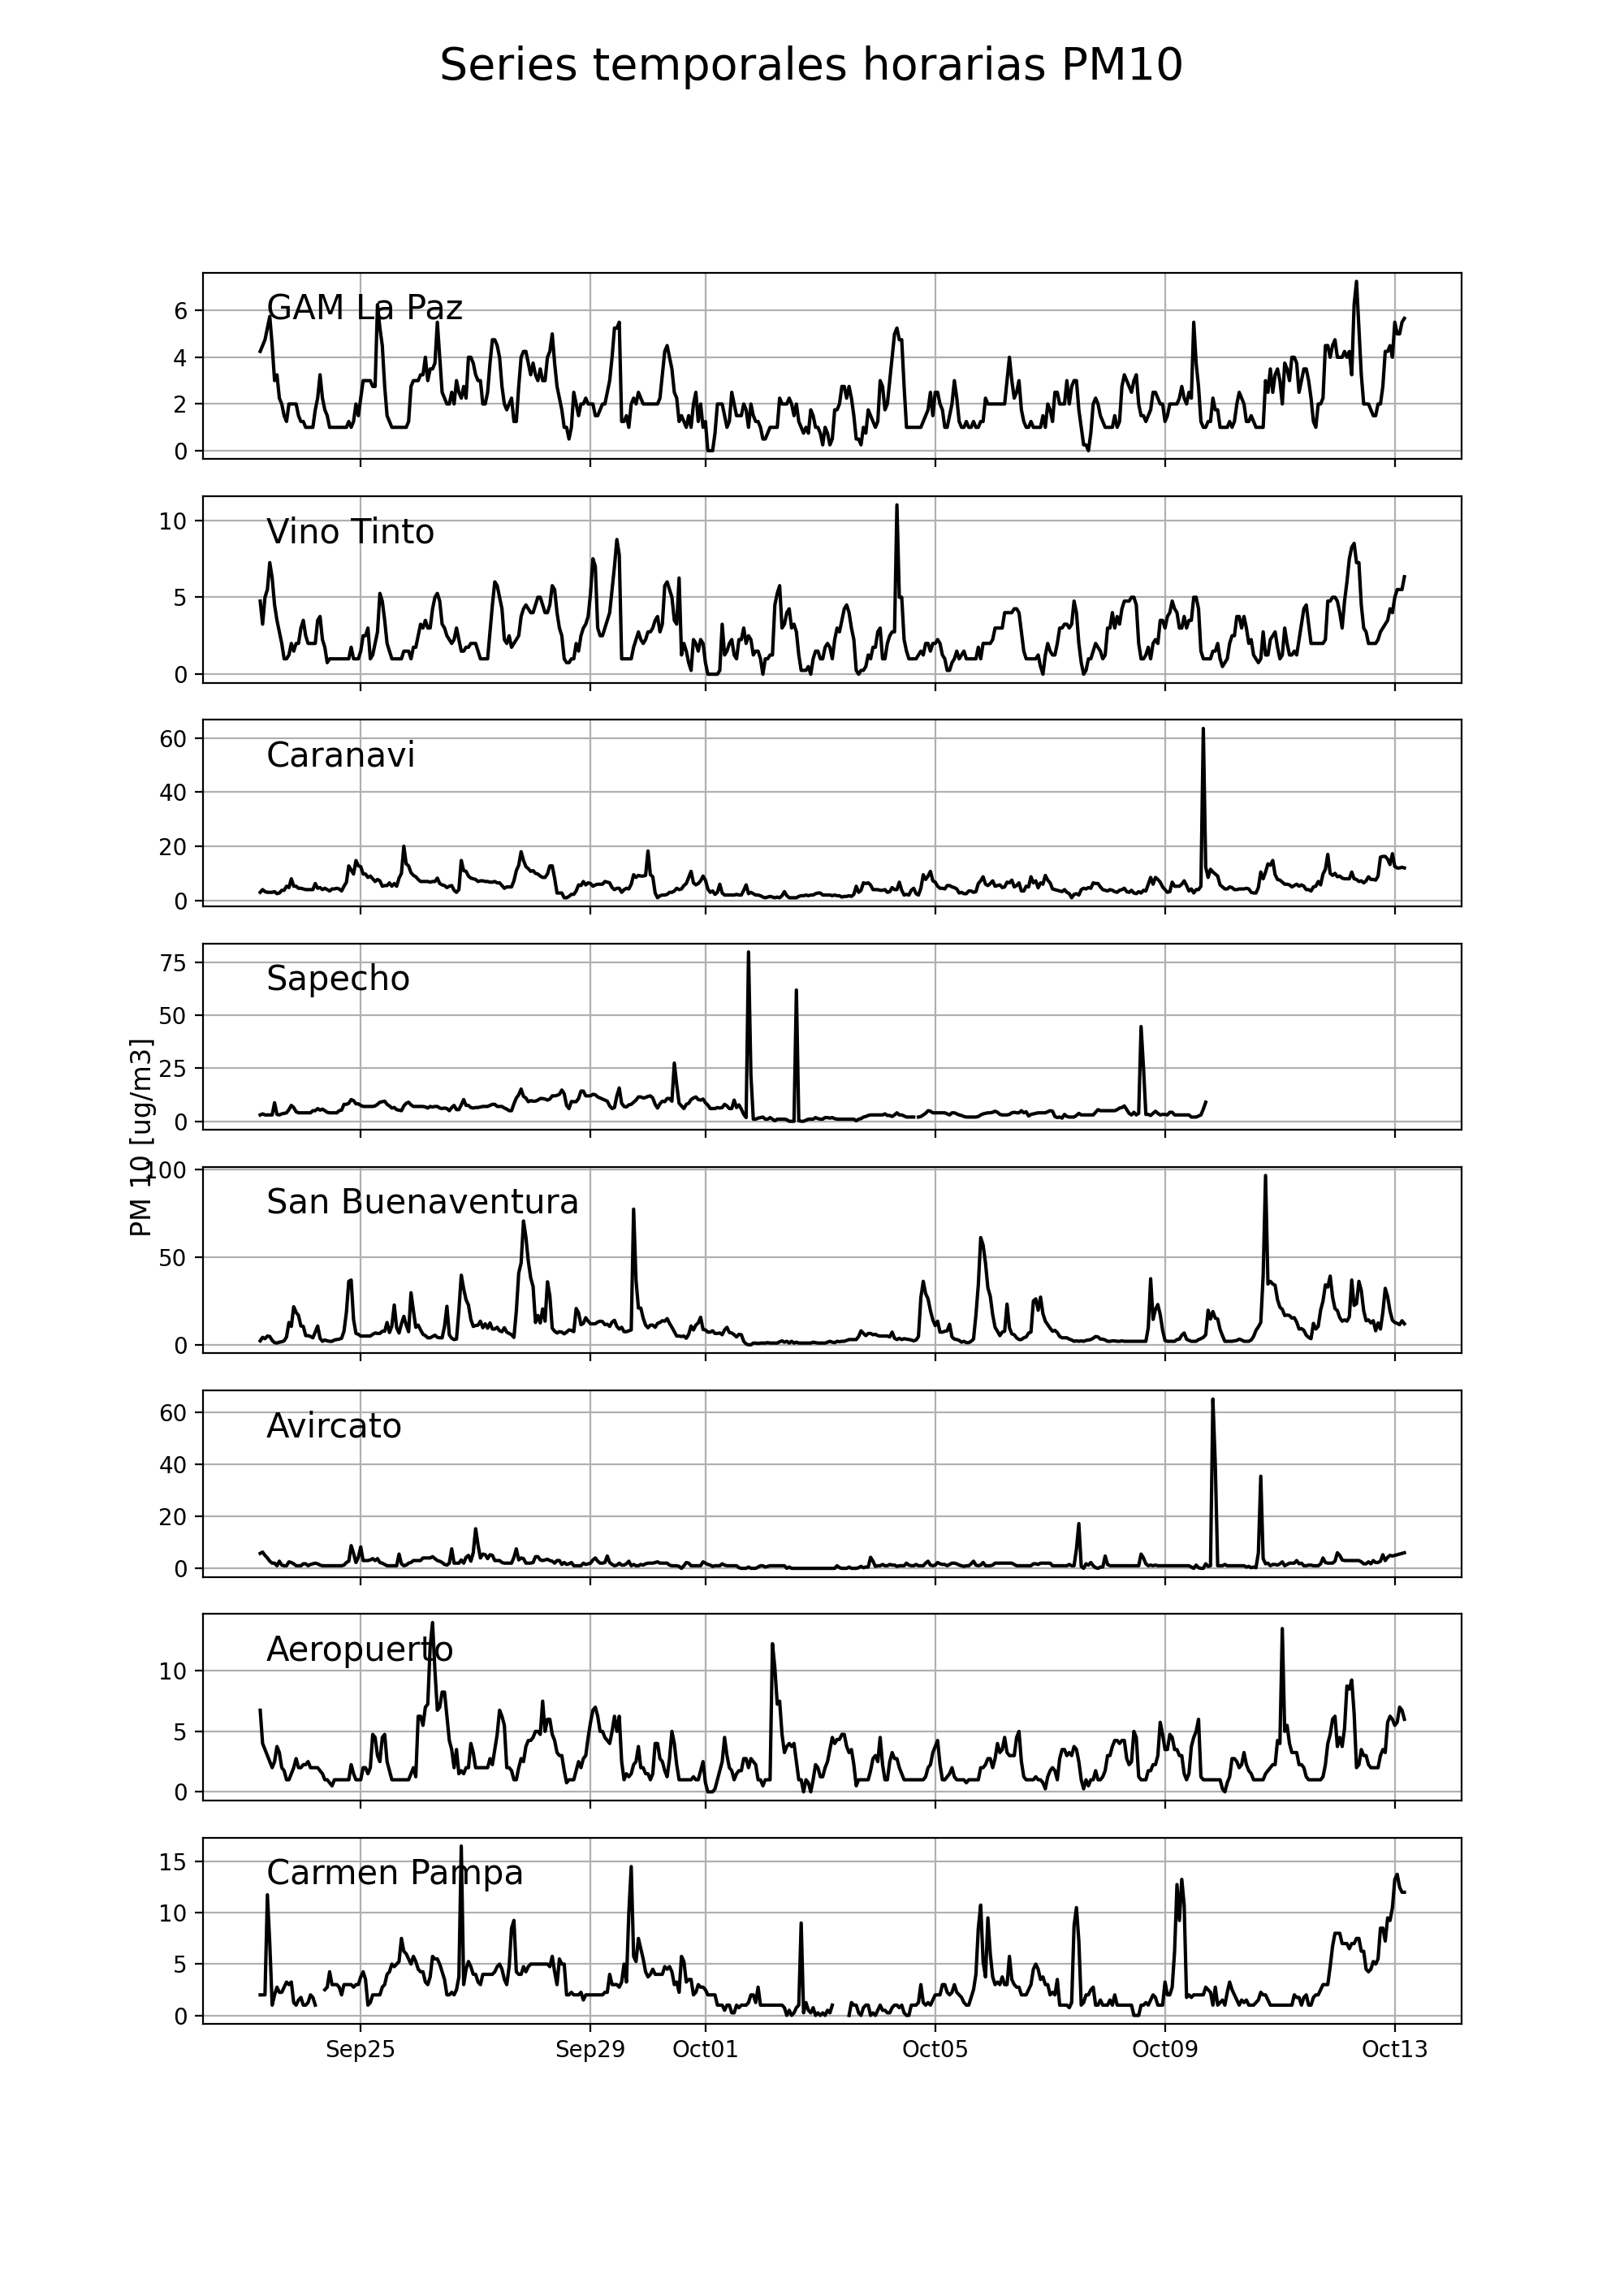 Series temporales horarias PM10
GAM La Paz
6
4
2
0
Vino Tinto
10
5
0
Caranavi
60
40
20
0
Sapecho
75
50
25
0
PM 10 [ug/m3]
San Buenaventura
100
50
0
Avircato
60
40
20
0
Aeropuerto
10
5
0
Carmen Pampa
15
10
5
0
Sep25 Sep29 Oct01 Oct05 Oct09 Oct13